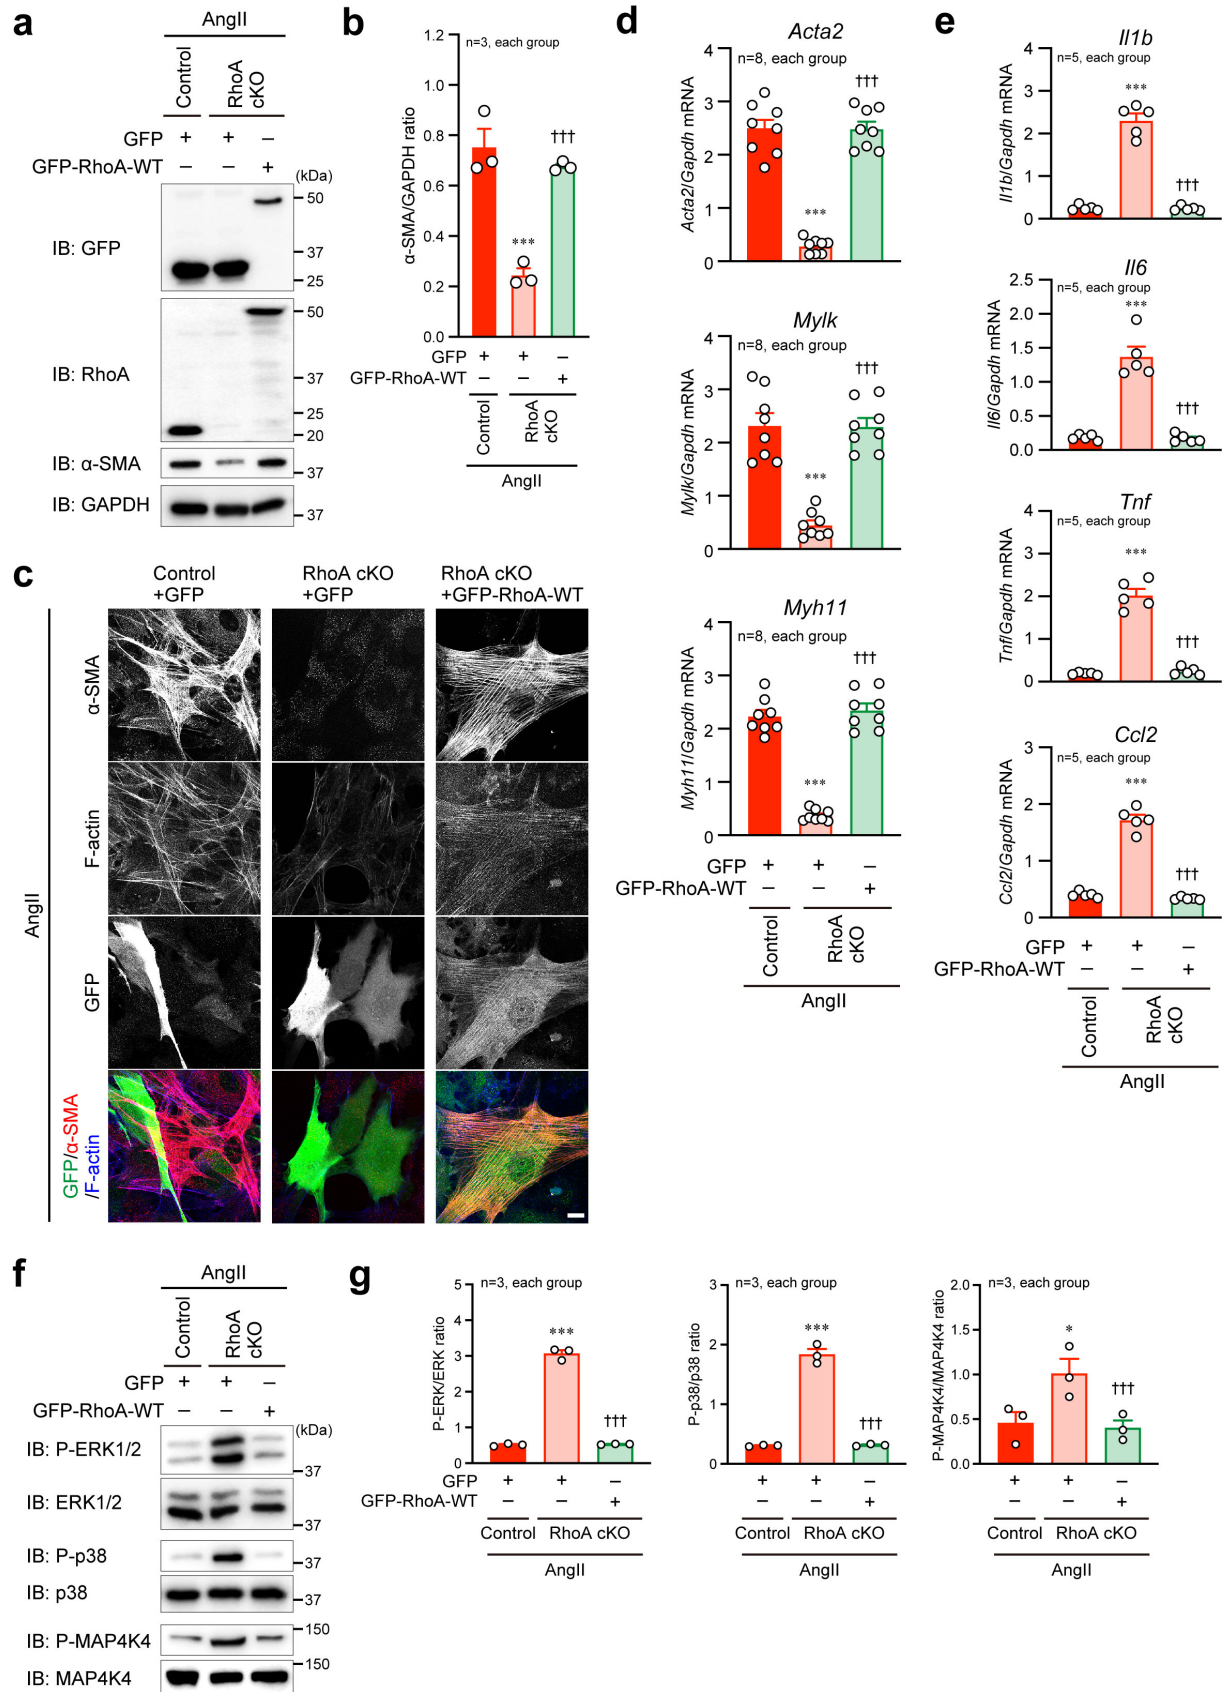 a
AngII
Control
RhoA
cKO
GFP + + –
GFP-RhoA-WT – – +
(kDa)
IB: GFP
50
37
25
IB: RhoA
50
37
25
20
IB: α-SMA
37
IB: GAPDH
37
b
n=3, each group
α-SMA/GAPDH ratio
1.2
1.0
0.8
0.6
0.4
0.2
0.0
***
†††
GFP + + –
GFP-RhoA-WT – – +
Control
RhoA
cKO
AngII
c
Control
+GFP
RhoA cKO
+GFP
RhoA cKO
+GFP-RhoA-WT
AngII
α-SMA
F-actin
GFP
GFP/α-SMA
/F-actin
d
Acta2
n=8, each group
Acta2/Gapdh mRNA
4
3
2
1
0
***
†††
Mylk
n=8, each group
Mylk/Gapdh mRNA
4
3
2
1
0
***
†††
Myh11
n=8, each group
Myh11/Gapdh mRNA
4
3
2
1
0
***
†††
GFP + + –
GFP-RhoA-WT – – +
Control
RhoA
cKO
AngII
e
Il1b
n=5, each group
Il1b/Gapdh mRNA
4
3
2
1
0
***
†††
Il6
n=5, each group
Il6/Gapdh mRNA
2.5
2.0
1.5
1.0
0.5
0.0
***
†††
Tnf
n=5, each group
Tnf/Gapdh mRNA
4
3
2
1
0
***
†††
Ccl2
n=5, each group
Ccl2/Gapdh mRNA
3
2
1
0
***
†††
GFP + + –
GFP-RhoA-WT – – +
Control
RhoA
cKO
AngII
f
AngII
Control
RhoA
cKO
GFP + + –
GFP-RhoA-WT – – +
(kDa)
IB: P-ERK1/2
37
IB: ERK1/2
37
IB: P-p38
37
IB: p38
37
IB: P-MAP4K4
150
IB: MAP4K4
150
g
n=3, each group
P-ERK/ERK ratio
5
4
3
2
1
0
***
†††
GFP + + –
GFP-RhoA-WT – – +
Control RhoA cKO
AngII
n=3, each group
P-p38/p38 ratio
3
2
1
0
***
†††
+ + –
– – +
Control RhoA cKO
AngII
n=3, each group
P-MAP4K4/MAP4K4 ratio
2.0
1.5
1.0
0.5
0.0
*
†††
+ + –
– – +
Control RhoA cKO
AngII